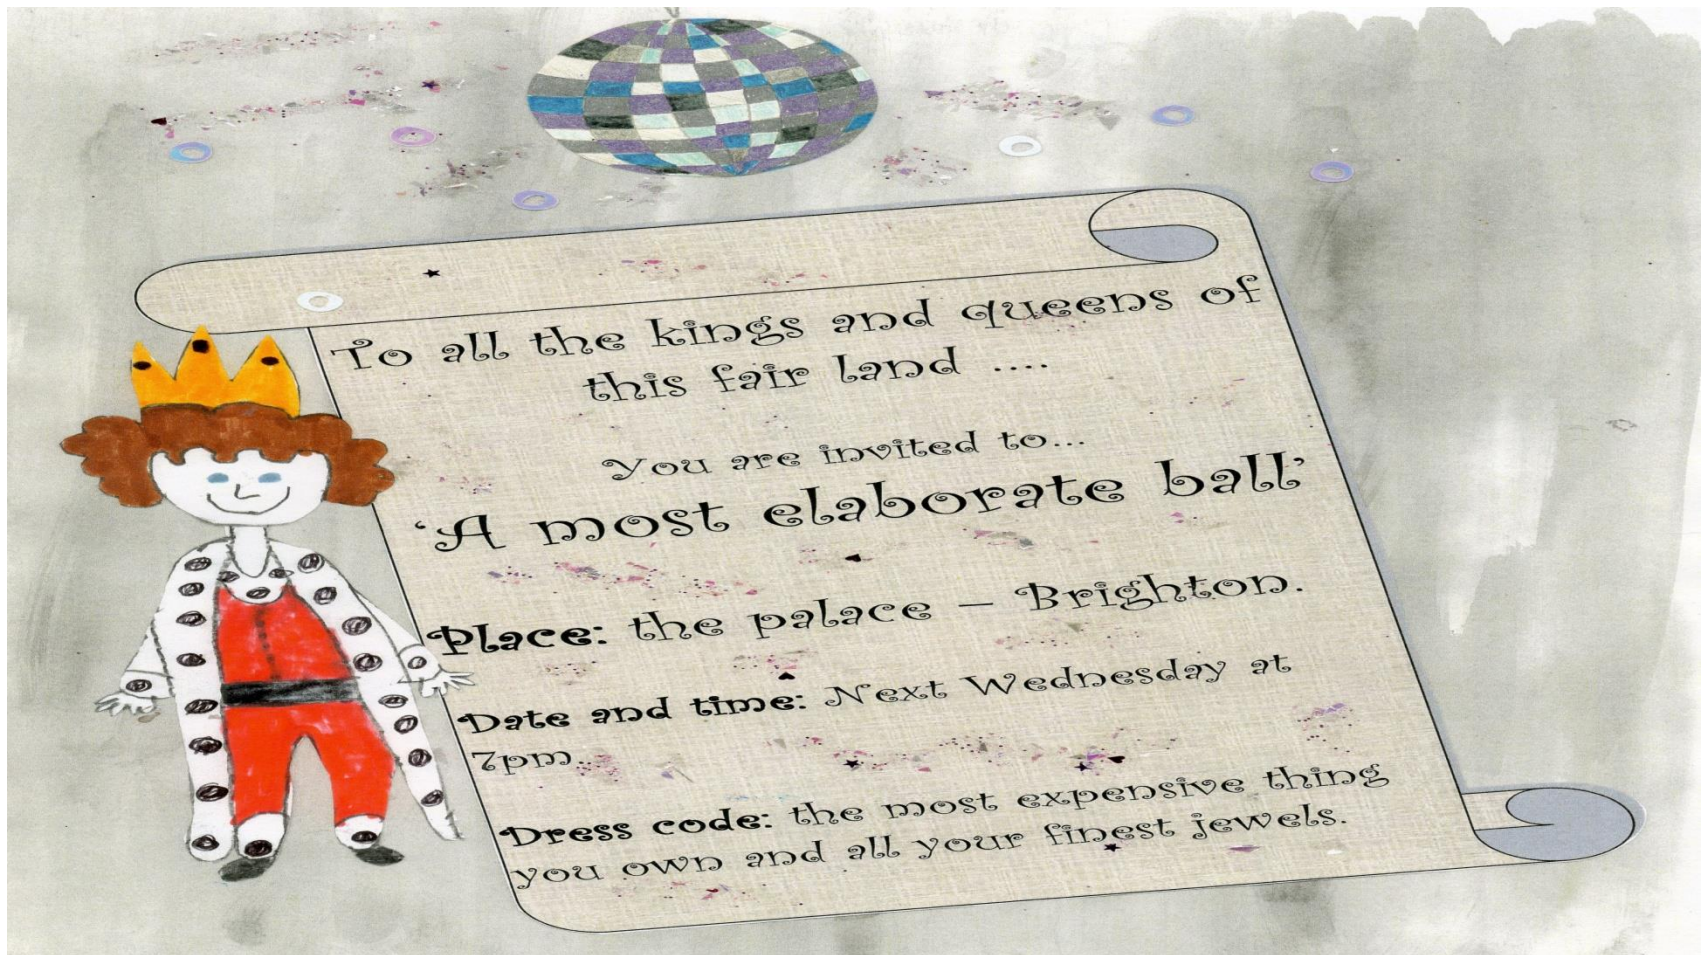 To all the kings and queens of
this fair land ....
You are invited to...
‘A most elaborate ball’
Place: the palace – Brighton.
Date and time: Next Wednesday at
7pm.
Dress code: the most expensive thing
you own and all your finest jewels.